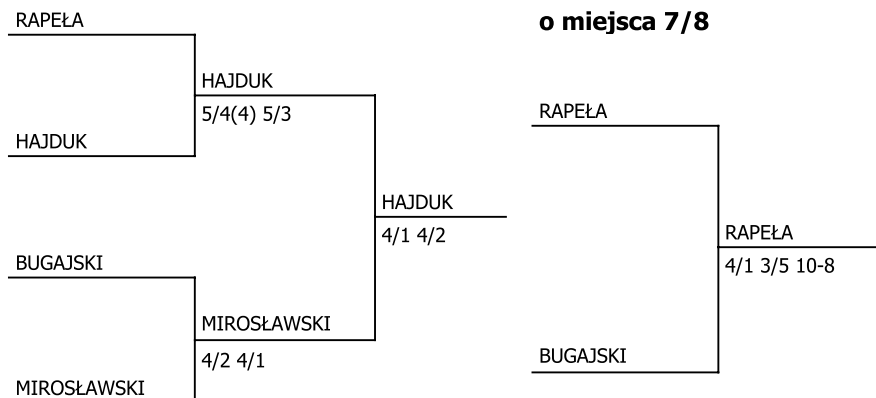 RAPEŁA
HAJDUK
5/4(4) 5/3
HAJDUK
HAJDUK
4/1 4/2
BUGAJSKI
MIROSŁAWSKI
4/2 4/1
MIROSŁAWSKI
o miejsca 7/8
RAPEŁA
RAPEŁA
4/1 3/5 10-8
BUGAJSKI